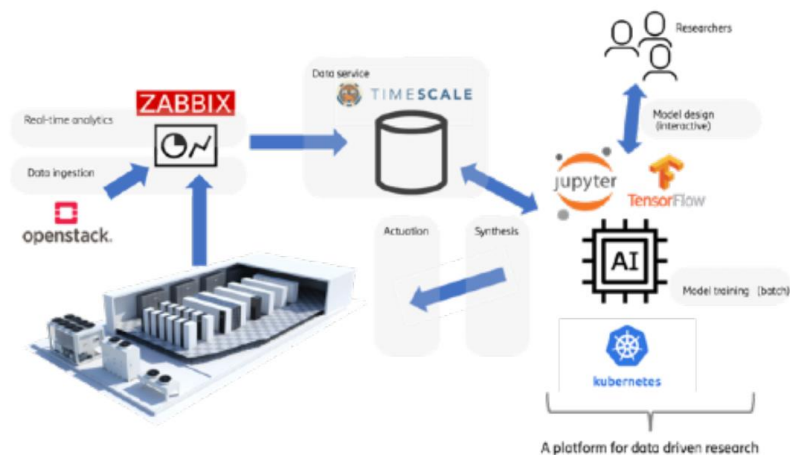 Researchers
Data service
TIMESCALE
ZABBIX
Real-time analytics
Model design
(interactive)
Data ingestion
jupyter
TensorFlow
openstack.
Actuation
Synthesis
AI
Model training (batch)
kubernetes
A platform for data driven research